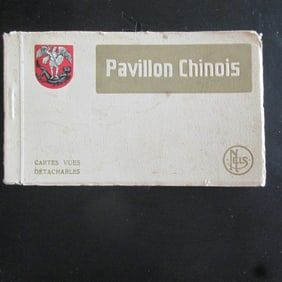 Pavillon Chinois
CARTES VUES
DÉTACHABLES
NELS